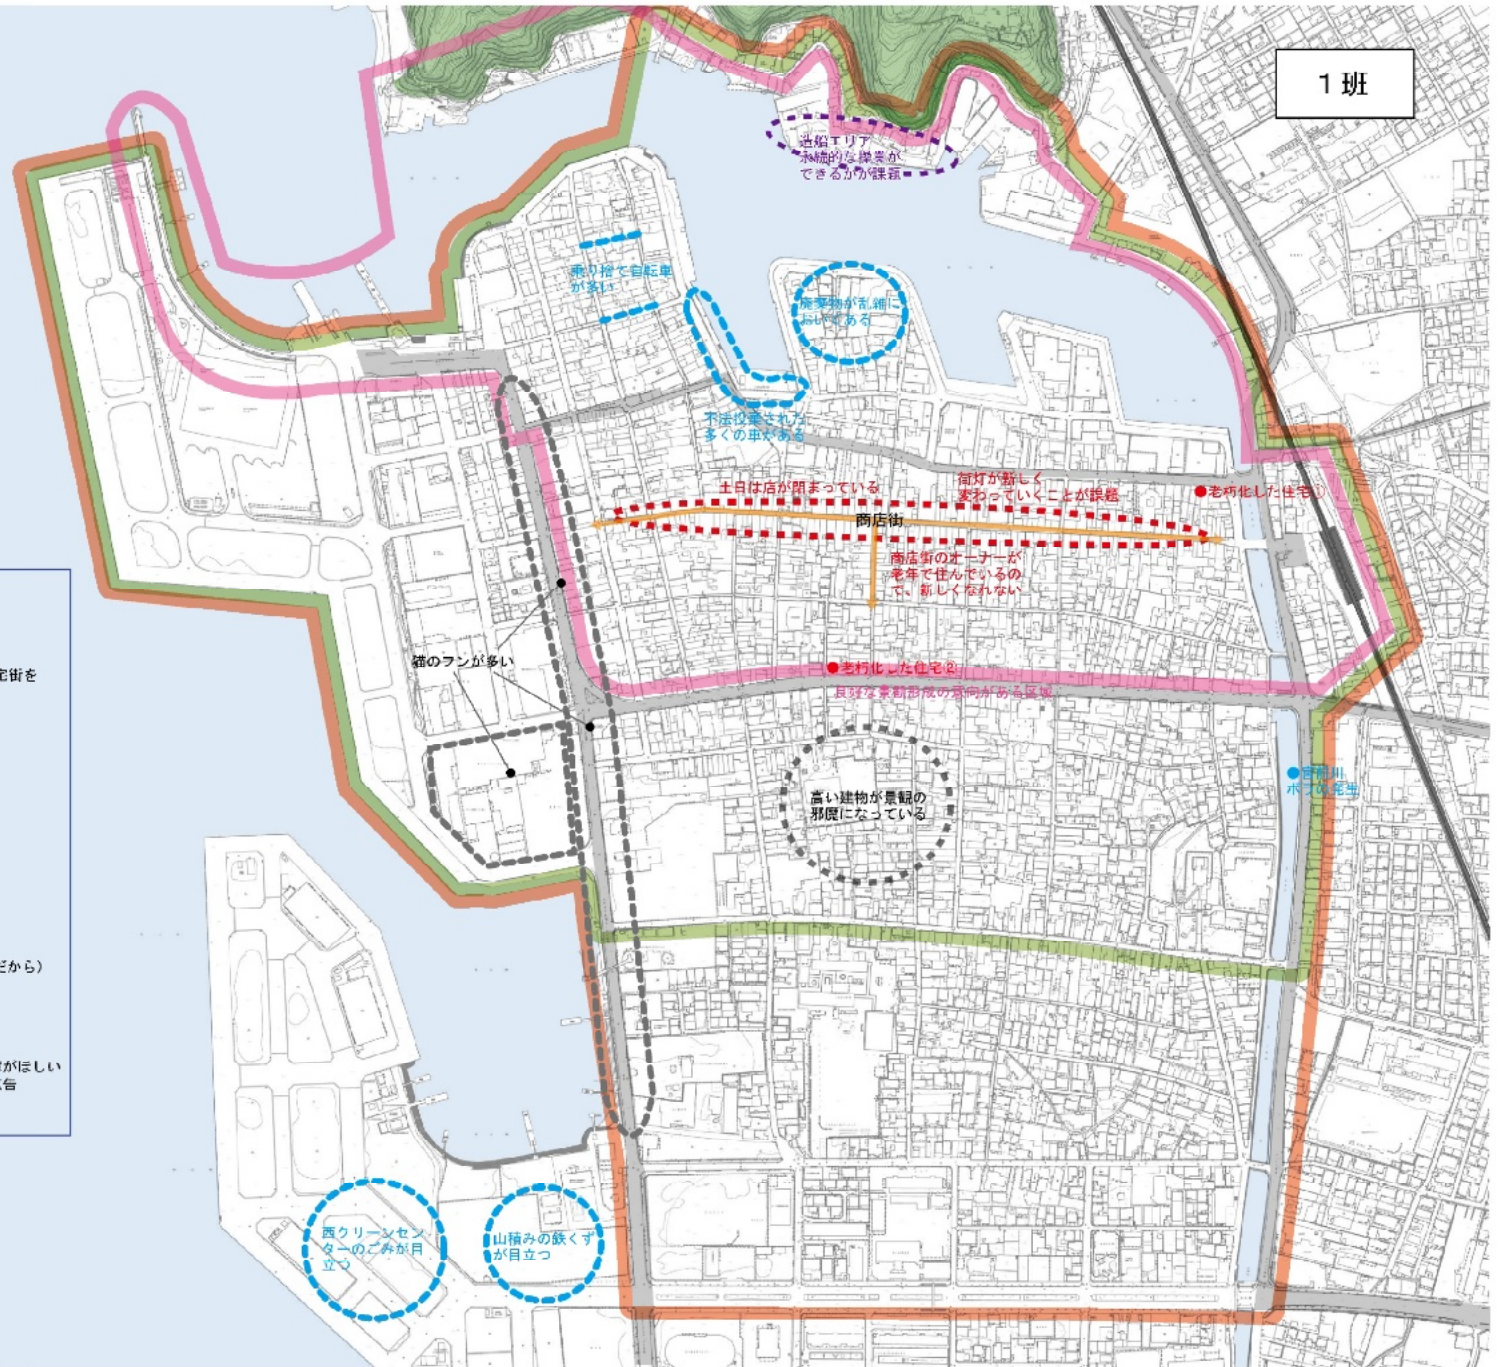 1班
造船エリア
永続的な操業が
できるかが課題
乗り捨て自転車
が多い
廃棄物が乱雑に
おいてある
不法投棄された
多くの車がある
土日は店が閉まっている
街灯が新しく
変わっていくことが課題
●老朽化した住宅①
商店街
商店街のオーナーが
老年で住んでいるの
で、新しくなれない
猫のフンが多い
●老朽化した住宅②
良好な景観形成の意向がある区域
宅街を
高い建物が景観の
邪魔になっている
●宮前川
の発生
だから)
がほしい
告
西クリーンセン
ターのごみが目
立つ
山積みの鉄くず
が目立つ